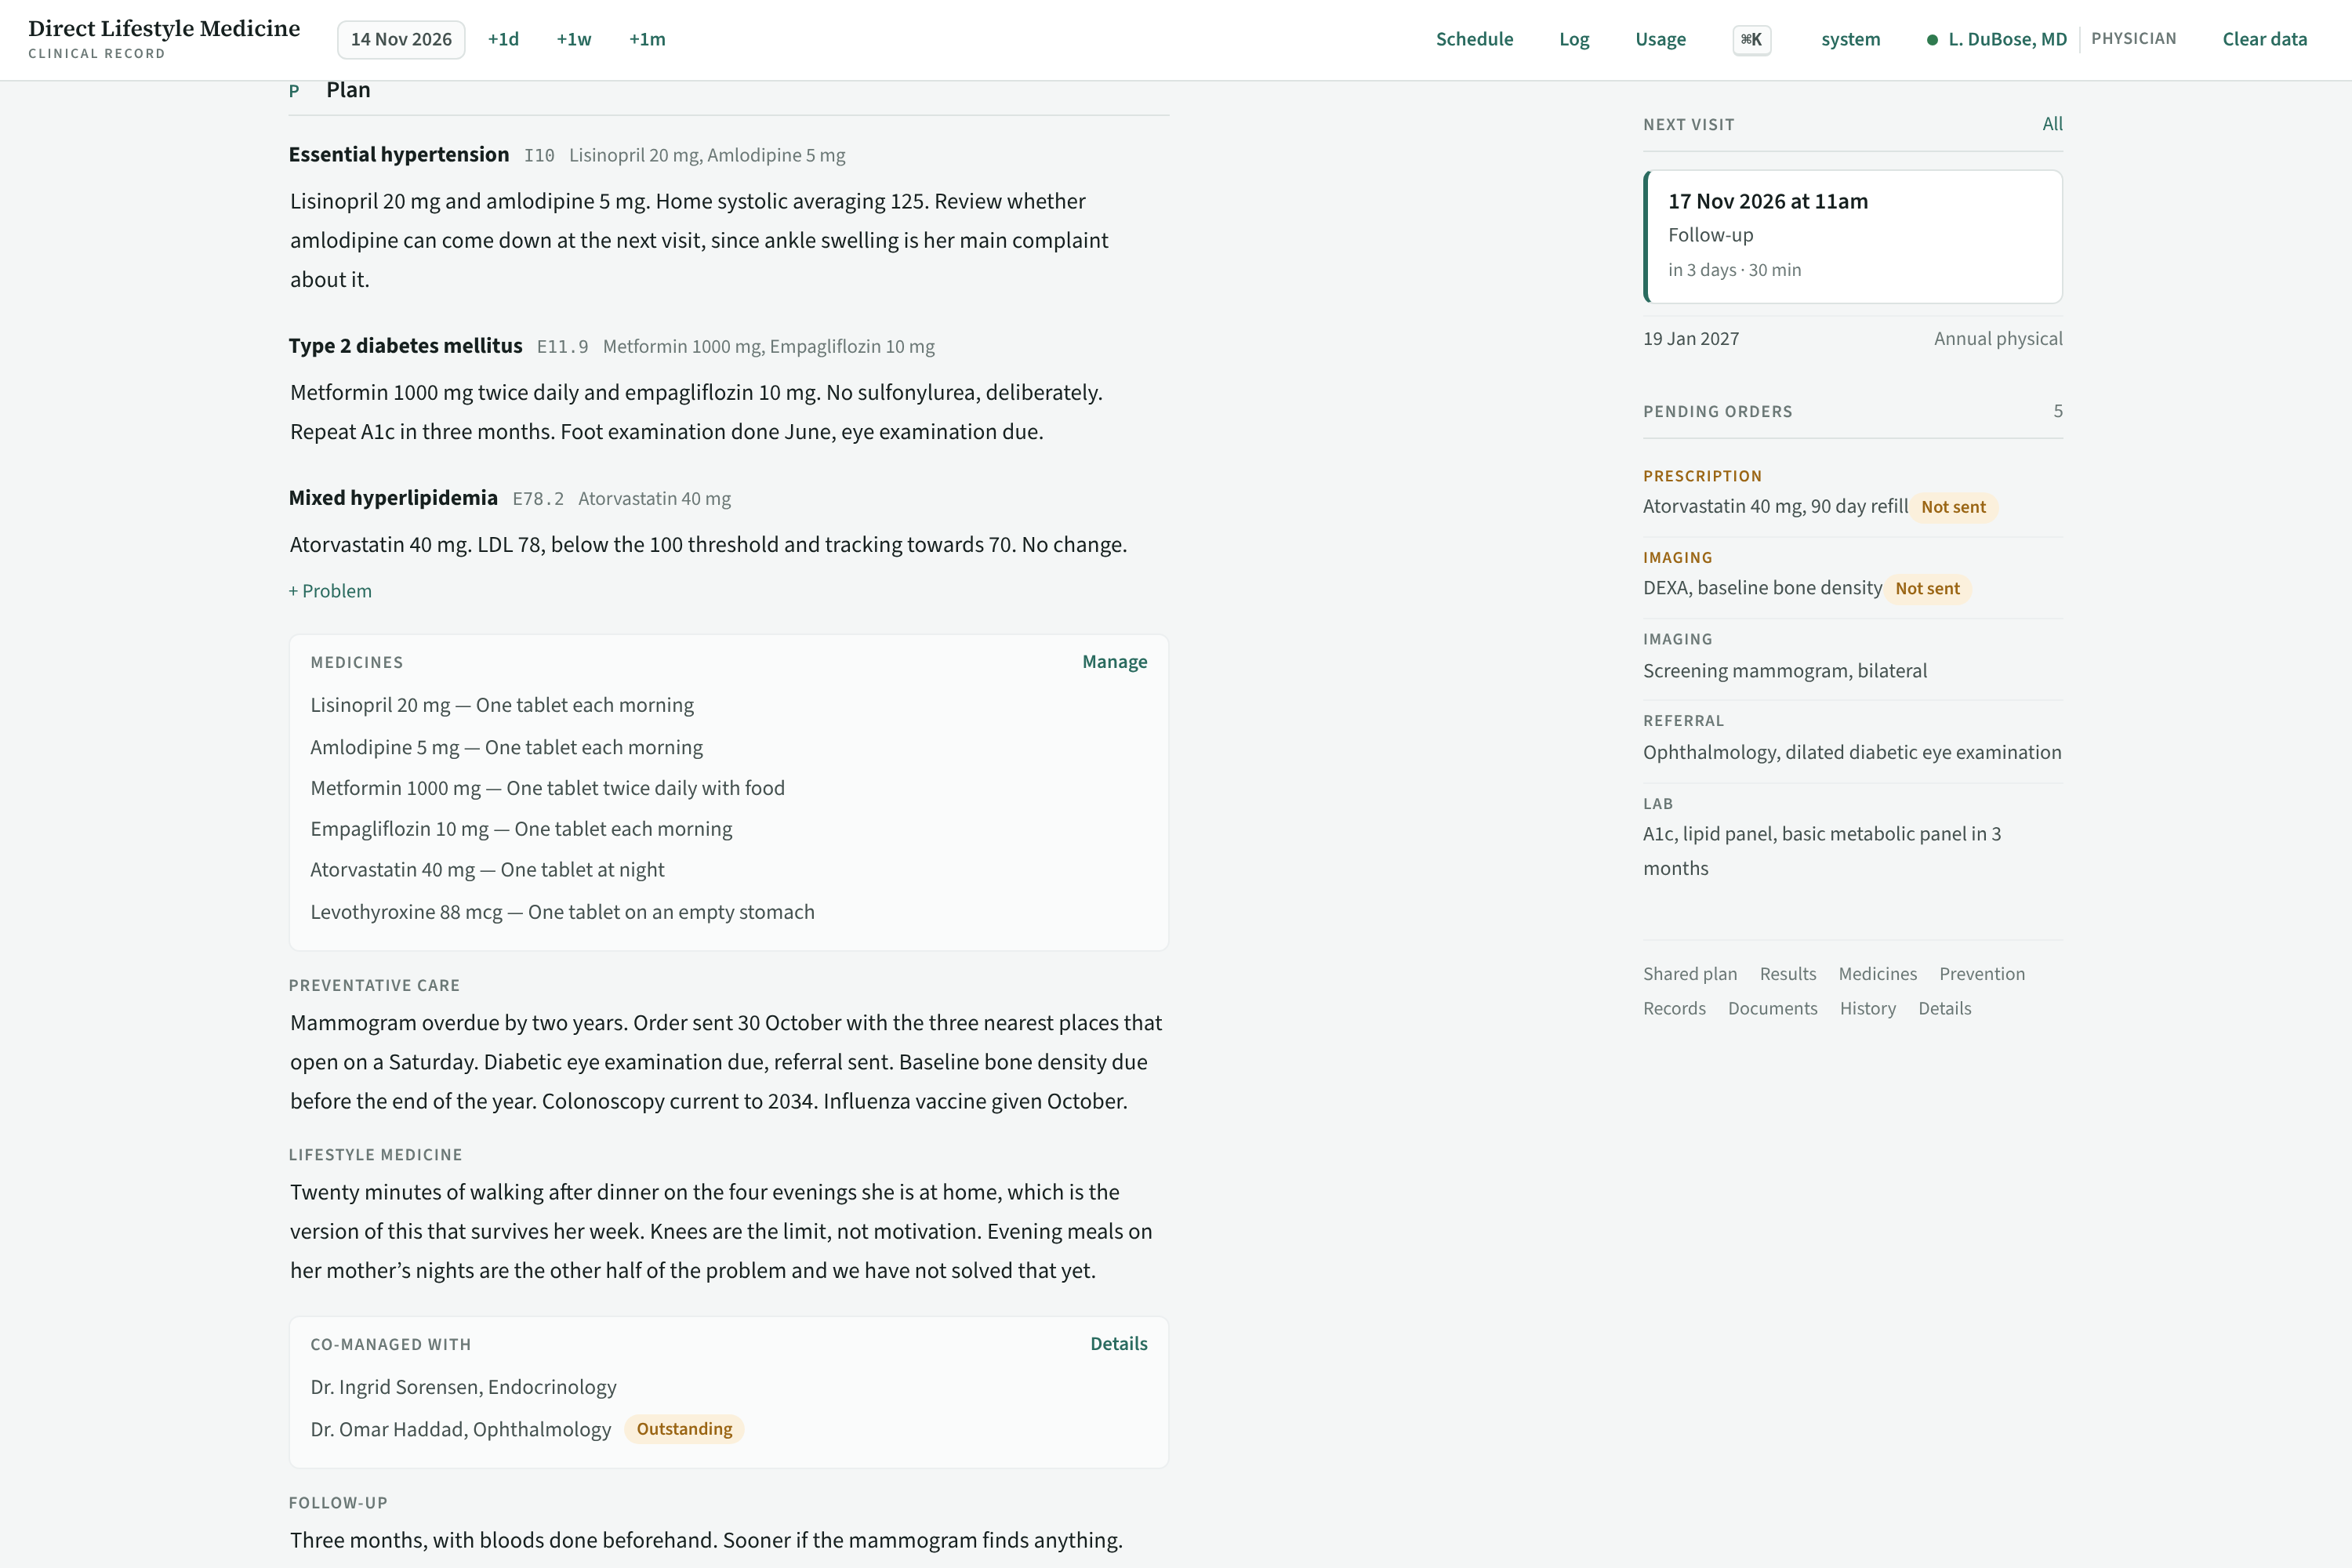 Direct Lifestyle Medicine
CLINICAL RECORD
14 Nov 2026
+1d
+1w
+1m
Schedule
Log
Usage
⌘K
system
L. DuBose, MD
PHYSICIAN
Clear data
P Plan
Essential hypertension I10 Lisinopril 20 mg, Amlodipine 5 mg
Lisinopril 20 mg and amlodipine 5 mg. Home systolic averaging 125. Review whether
amlodipine can come down at the next visit, since ankle swelling is her main complaint
about it.
Type 2 diabetes mellitus E11.9 Metformin 1000 mg, Empagliflozin 10 mg
Metformin 1000 mg twice daily and empagliflozin 10 mg. No sulfonylurea, deliberately.
Repeat A1c in three months. Foot examination done June, eye examination due.
Mixed hyperlipidemia E78.2 Atorvastatin 40 mg
Atorvastatin 40 mg. LDL 78, below the 100 threshold and tracking towards 70. No change.
+ Problem
MEDICINES Manage
Lisinopril 20 mg — One tablet each morning
Amlodipine 5 mg — One tablet each morning
Metformin 1000 mg — One tablet twice daily with food
Empagliflozin 10 mg — One tablet each morning
Atorvastatin 40 mg — One tablet at night
Levothyroxine 88 mcg — One tablet on an empty stomach
PREVENTATIVE CARE
Mammogram overdue by two years. Order sent 30 October with the three nearest places that
open on a Saturday. Diabetic eye examination due, referral sent. Baseline bone density due
before the end of the year. Colonoscopy current to 2034. Influenza vaccine given October.
LIFESTYLE MEDICINE
Twenty minutes of walking after dinner on the four evenings she is at home, which is the
version of this that survives her week. Knees are the limit, not motivation. Evening meals on
her mother’s nights are the other half of the problem and we have not solved that yet.
CO-MANAGED WITH Details
Dr. Ingrid Sorensen, Endocrinology
Dr. Omar Haddad, Ophthalmology Outstanding
FOLLOW-UP
Three months, with bloods done beforehand. Sooner if the mammogram finds anything.
NEXT VISIT All
17 Nov 2026 at 11am
Follow-up
in 3 days · 30 min
19 Jan 2027 Annual physical
PENDING ORDERS 5
PRESCRIPTION
Atorvastatin 40 mg, 90 day refill Not sent
IMAGING
DEXA, baseline bone density Not sent
IMAGING
Screening mammogram, bilateral
REFERRAL
Ophthalmology, dilated diabetic eye examination
LAB
A1c, lipid panel, basic metabolic panel in 3
months
Shared plan Results Medicines Prevention
Records Documents History Details